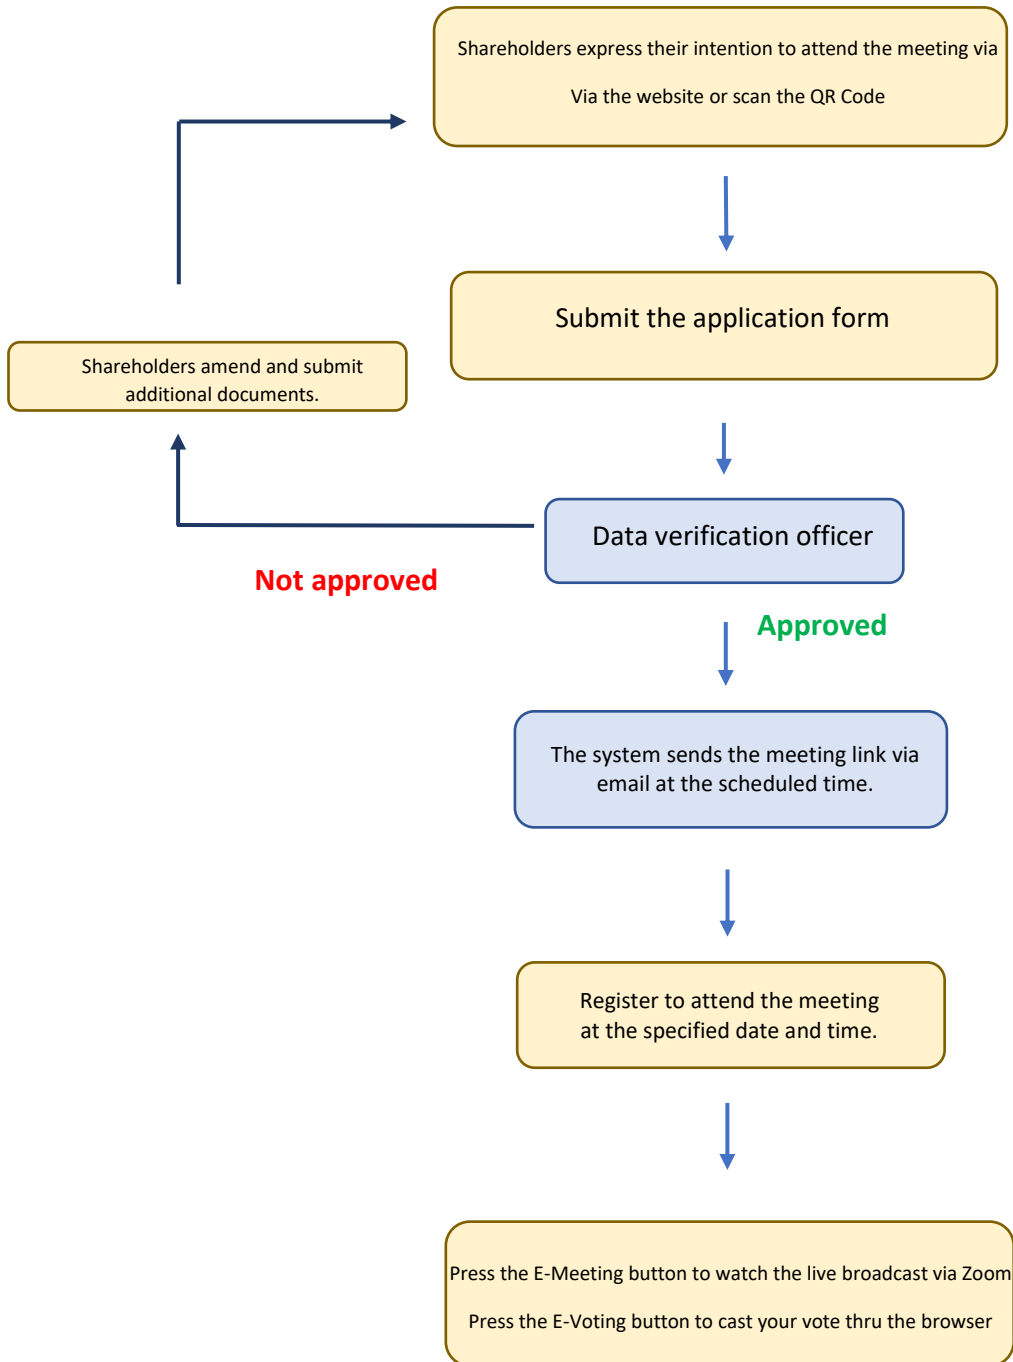 Shareholders express their intention to attend the meeting via
Via the website or scan the QR Code
Submit the application form
Shareholders amend and submit
additional documents.
Data verification officer
Not approved
Approved
The system sends the meeting link via
email at the scheduled time.
Register to attend the meeting
at the specified date and time.
Press the E-Meeting button to watch the live broadcast via Zoom
Press the E-Voting button to cast your vote thru the browser